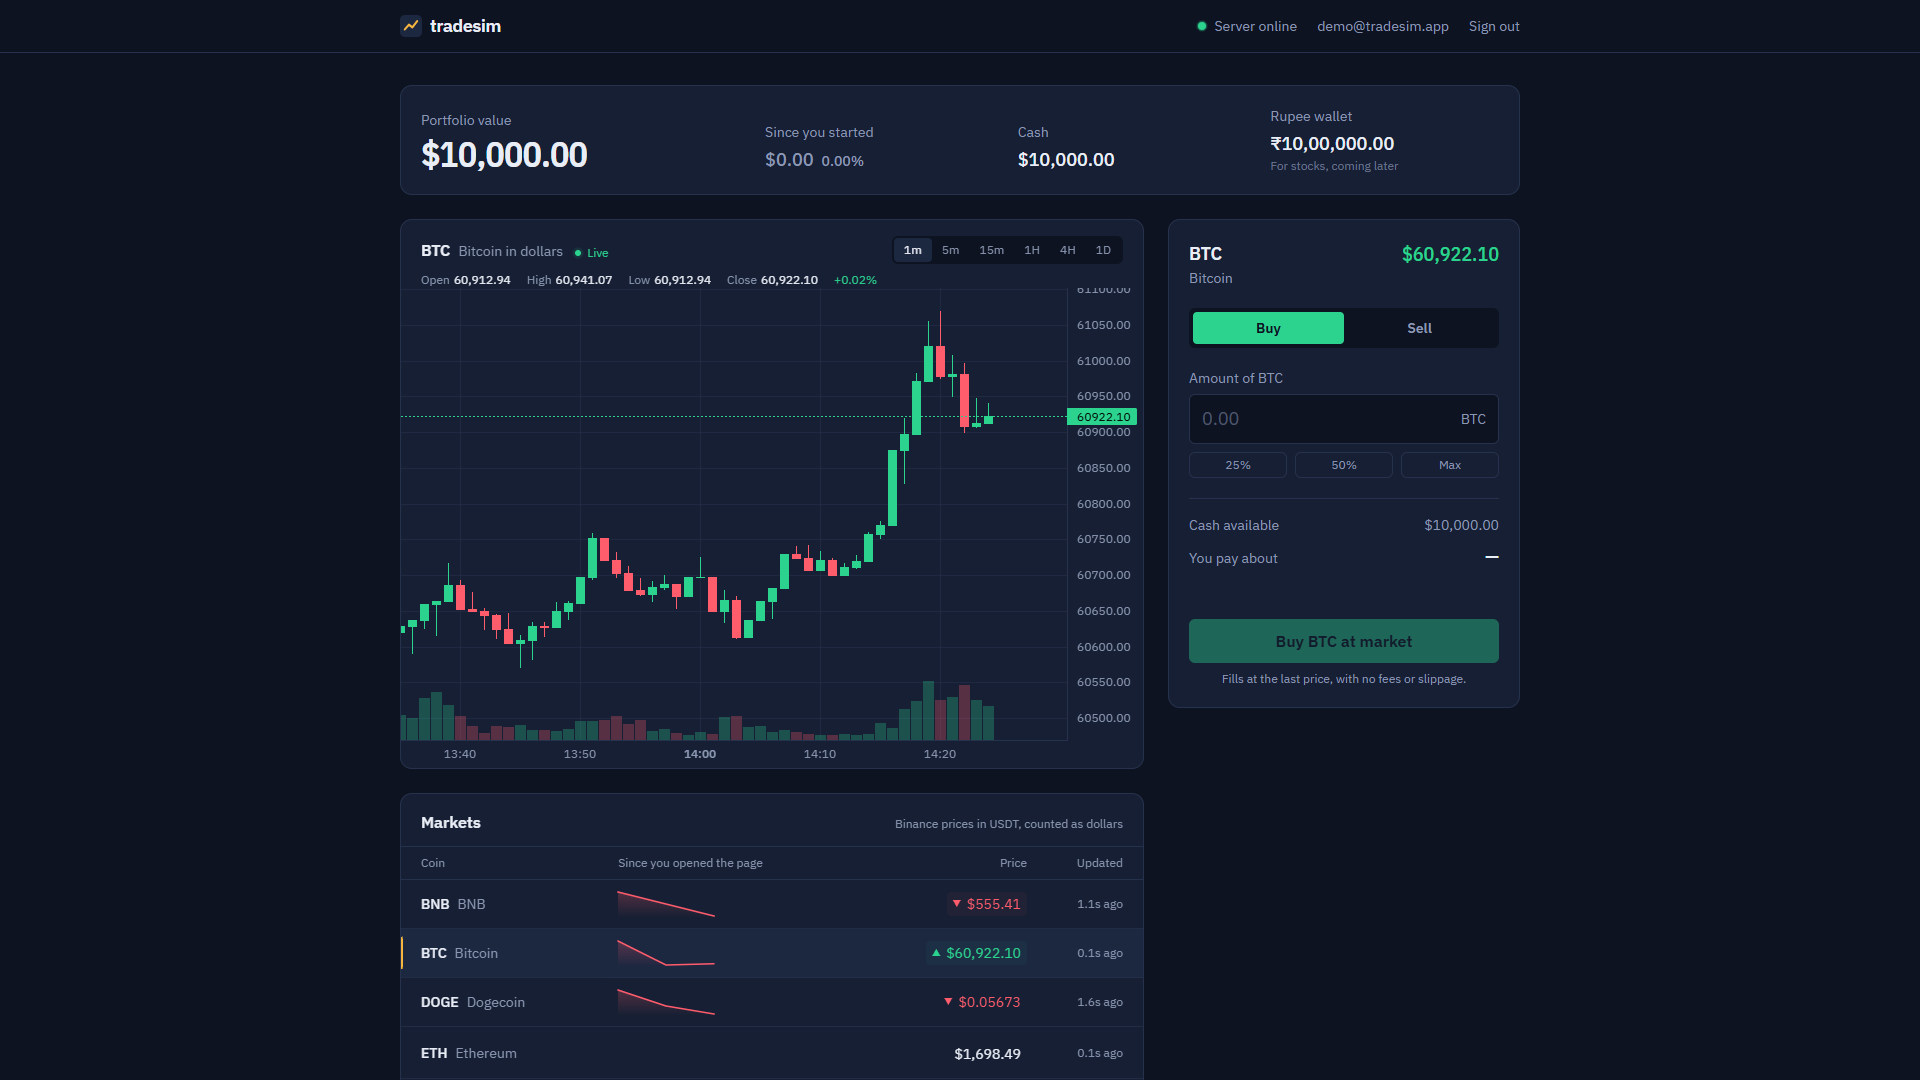 tradesim
Server online
demo@tradesim.app
Sign out
Portfolio value
$10,000.00
Since you started
$0.00 0.00%
Cash
$10,000.00
Rupee wallet
₹10,00,000.00
For stocks, coming later
BTC Bitcoin in dollars Live
1m 5m 15m 1H 4H 1D
Open 60,912.94 High 60,941.07 Low 60,912.94 Close 60,922.10 +0.02%
61100.00
61050.00
61000.00
60950.00
60922.10
60900.00
60850.00
60800.00
60750.00
60700.00
60650.00
60600.00
60550.00
60500.00
13:40 13:50 14:00 14:10 14:20
BTC $60,922.10
Bitcoin
Buy Sell
Amount of BTC
0.00 BTC
25% 50% Max
Cash available $10,000.00
You pay about —
Buy BTC at market
Fills at the last price, with no fees or slippage.
Markets Binance prices in USDT, counted as dollars
Coin Since you opened the page Price Updated
BNB BNB ▼ $555.41 1.1s ago
BTC Bitcoin ▲ $60,922.10 0.1s ago
DOGE Dogecoin ▼ $0.05673 1.6s ago
ETH Ethereum $1,698.49 0.1s ago